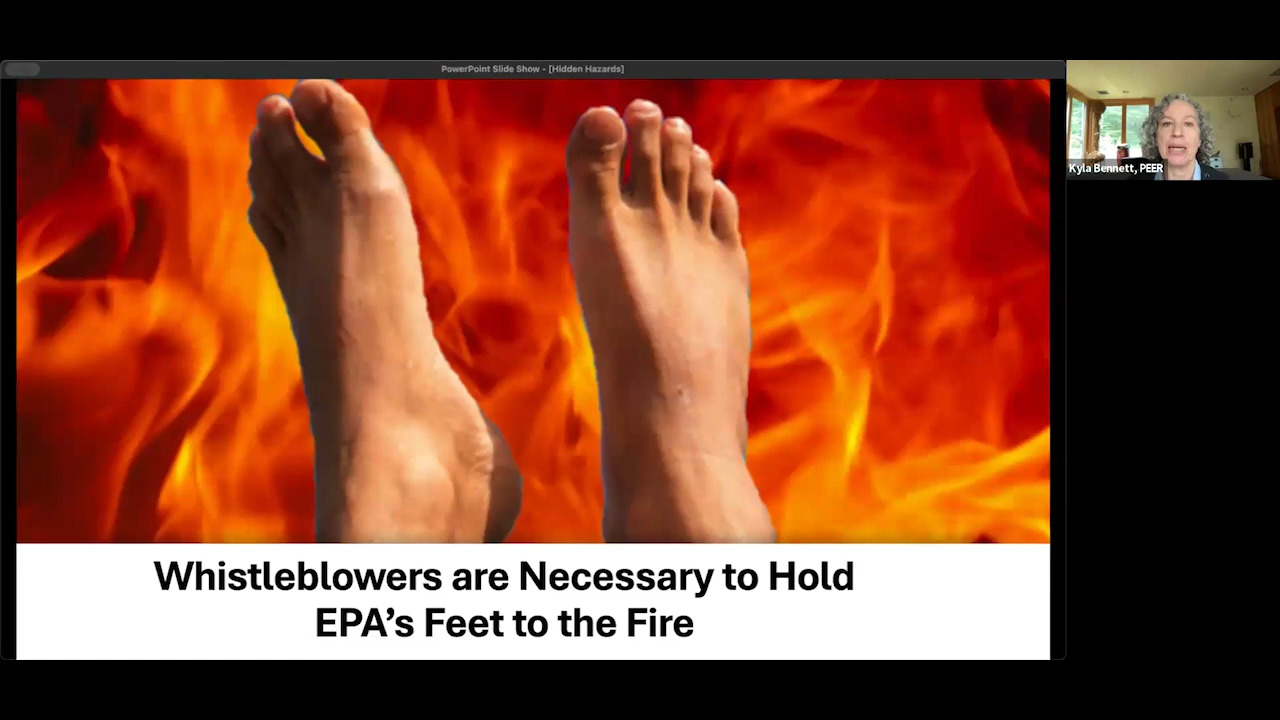 PowerPoint Slide Show - [Hidden Hazards]
Kyla Bennett, PEER
Whistleblowers are Necessary to Hold
EPA’s Feet to the Fire